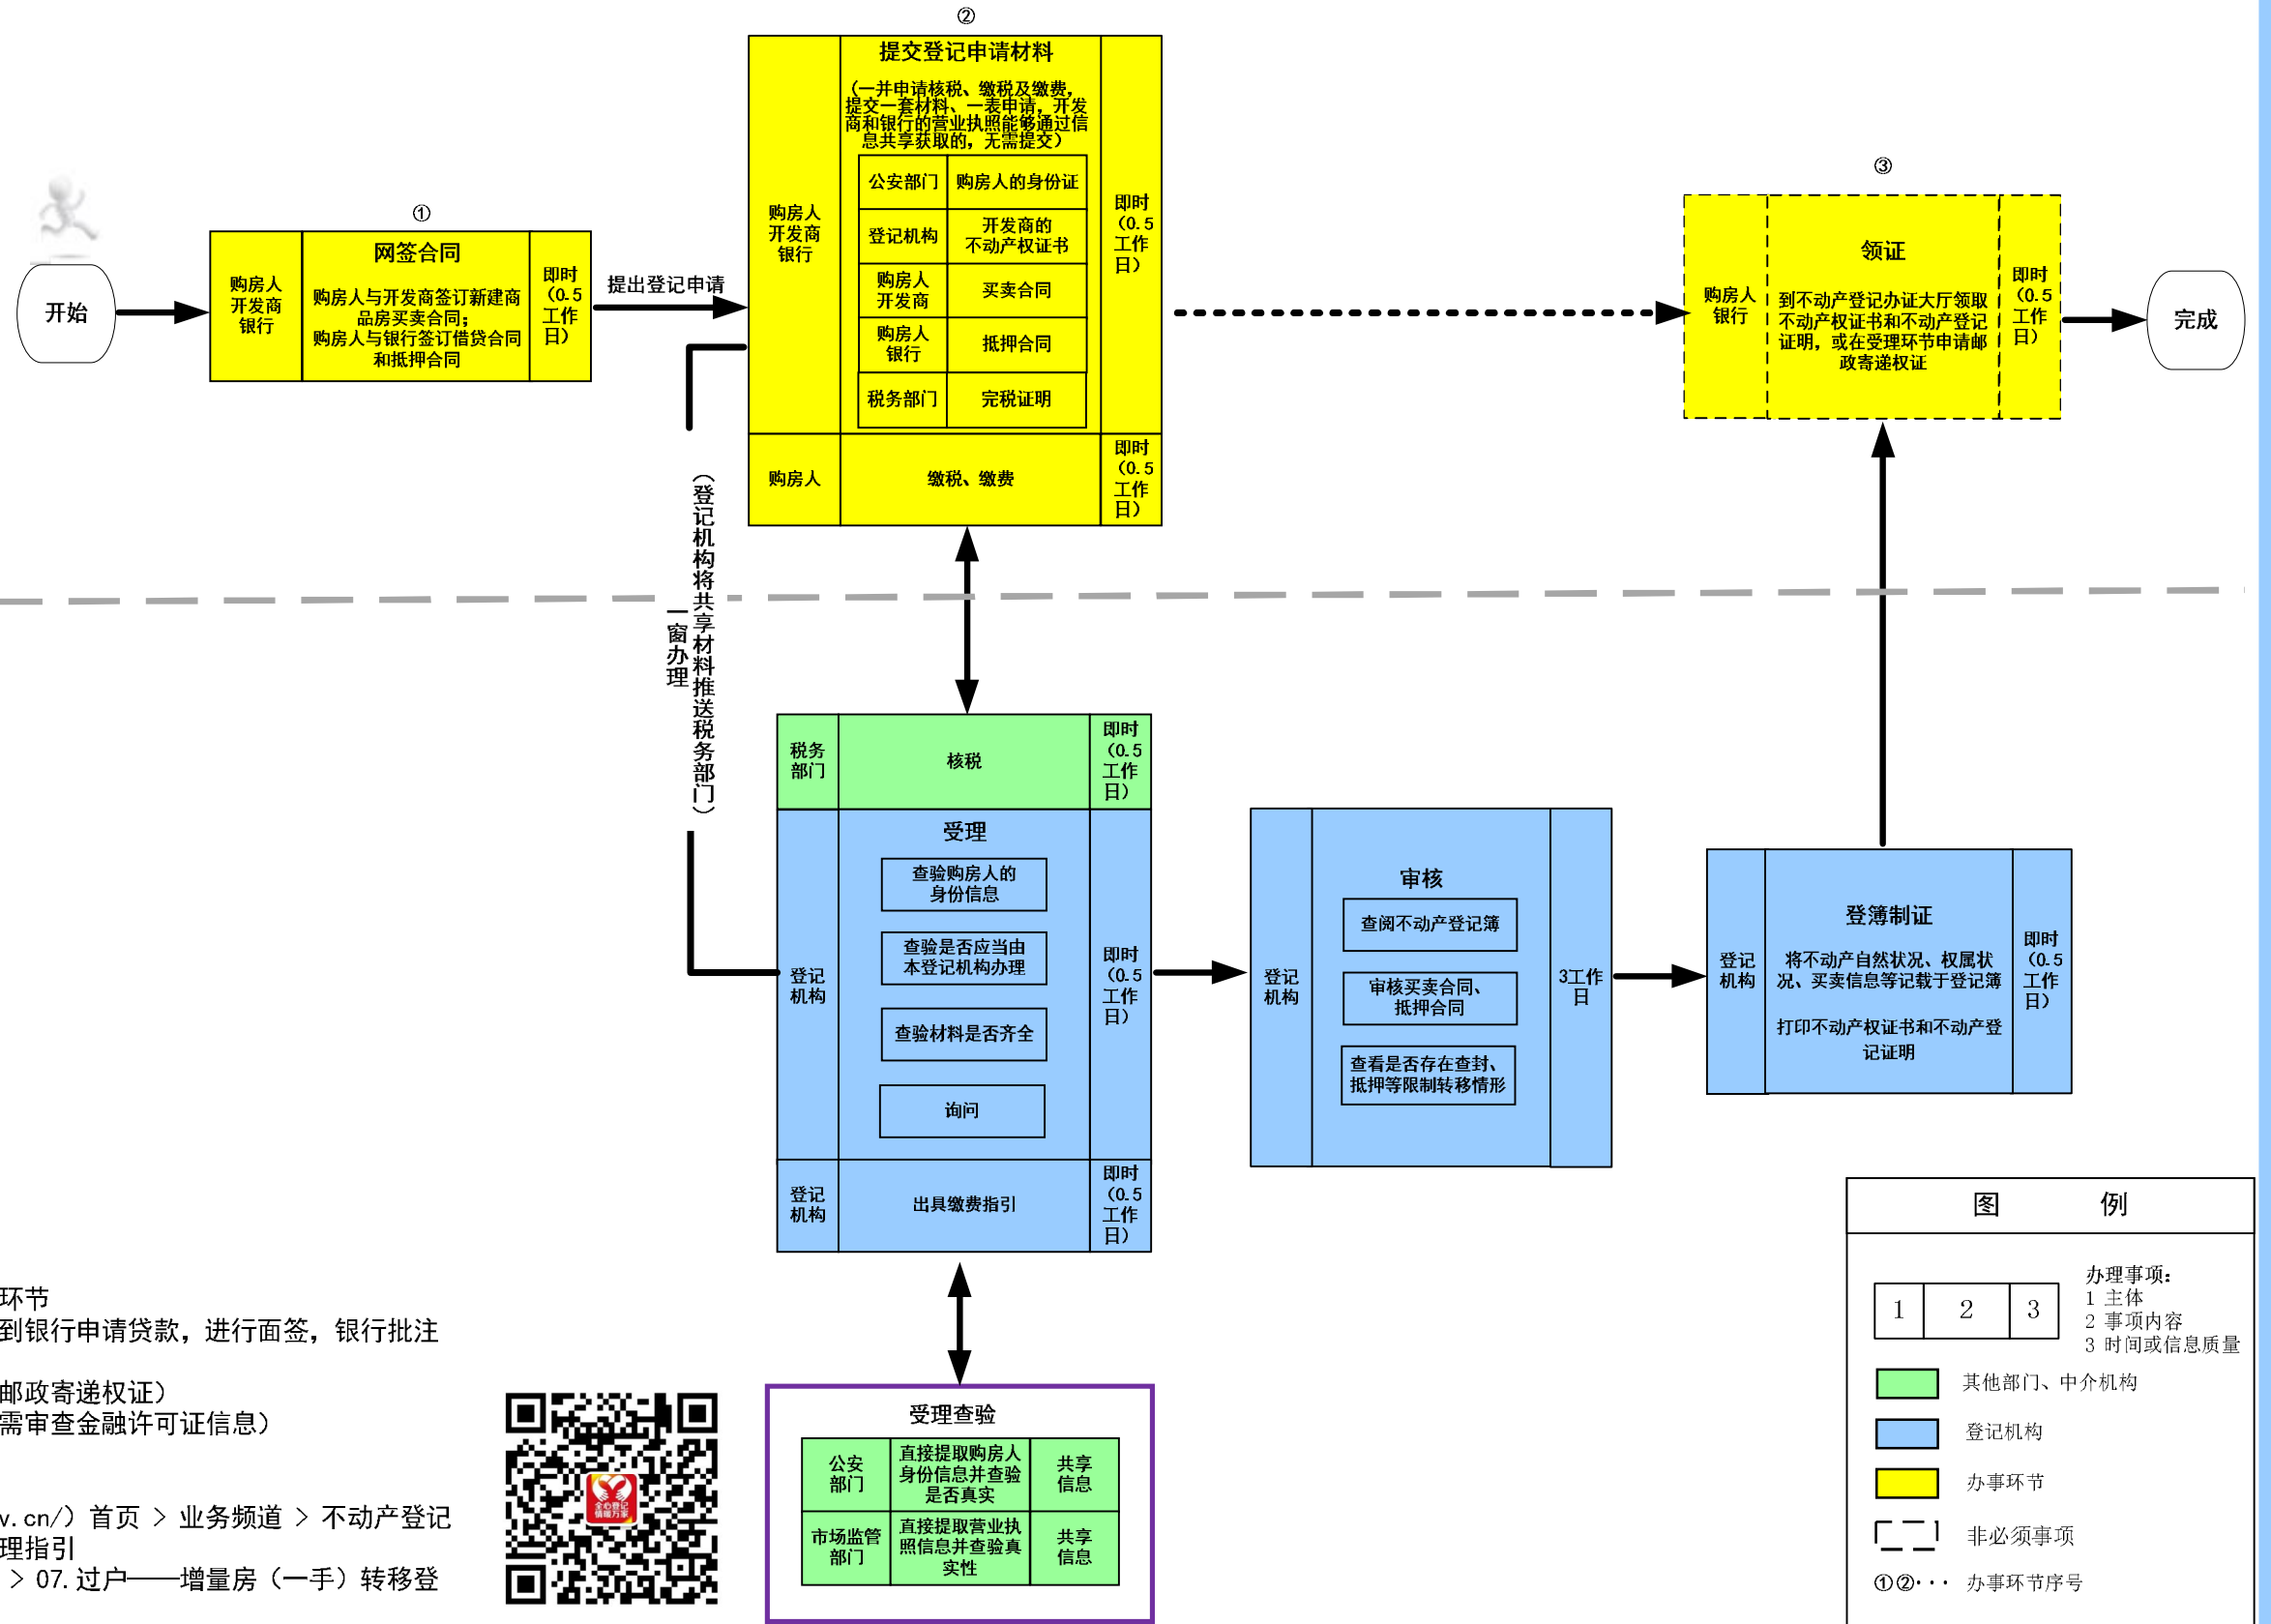 ②
提交登记申请材料
（一并申请核税、缴税及缴费，
提交一套材料、一表申请，开发
商和银行的营业执照能够通过信
息共享获取的，无需提交）
购房人
开发商
银行
公安部门
购房人的身份证
登记机构
开发商的
不动产权证书
购房人
开发商
买卖合同
购房人
银行
抵押合同
税务部门
完税证明
即时
（0.5
工作
日）
购房人
缴税、缴费
即时
（0.5
工作
日）
①
开始
购房人
开发商
银行
网签合同
购房人与开发商签订新建商
品房买卖合同；
购房人与银行签订借贷合同
和抵押合同
即时
（0.5
工作
日）
提出登记申请
③
购房人
银行
领证
到不动产登记办证大厅领取
不动产权证书和不动产登记
证明，或在受理环节申请邮
政寄递权证
即时
（0.5
工作
日）
完成
一窗办理
（登记机构将共享材料推送税务部门）
税务
部门
核税
即时
（0.5
工作
日）
登记
机构
受理
查验购房人的
身份信息
查验是否应当由
本登记机构办理
查验材料是否齐全
询问
即时
（0.5
工作
日）
登记
机构
出具缴费指引
即时
（0.5
工作
日）
登记
机构
审核
查阅不动产登记簿
审核买卖合同、
抵押合同
查看是否存在查封、
抵押等限制转移情形
3工作
日
登记
机构
登簿制证
将不动产自然状况、权属状
况、买卖信息等记载于登记簿
打印不动产权证书和不动产登
记证明
即时
（0.5
工作
日）
环节
到银行申请贷款，进行面签，银行批注
邮政寄递权证）
需审查金融许可证信息）
v.cn/）首页 > 业务频道 > 不动产登记
理指引
> 07.过户——增量房（一手）转移登
全心登记
情暖万家
受理查验
公安
部门
直接提取购房人
身份信息并查验
是否真实
共享
信息
市场监管
部门
直接提取营业执
照信息并查验真
实性
共享
信息
图 例
1 2 3
办理事项：
1 主体
2 事项内容
3 时间或信息质量
其他部门、中介机构
登记机构
办事环节
非必须事项
①②··· 办事环节序号